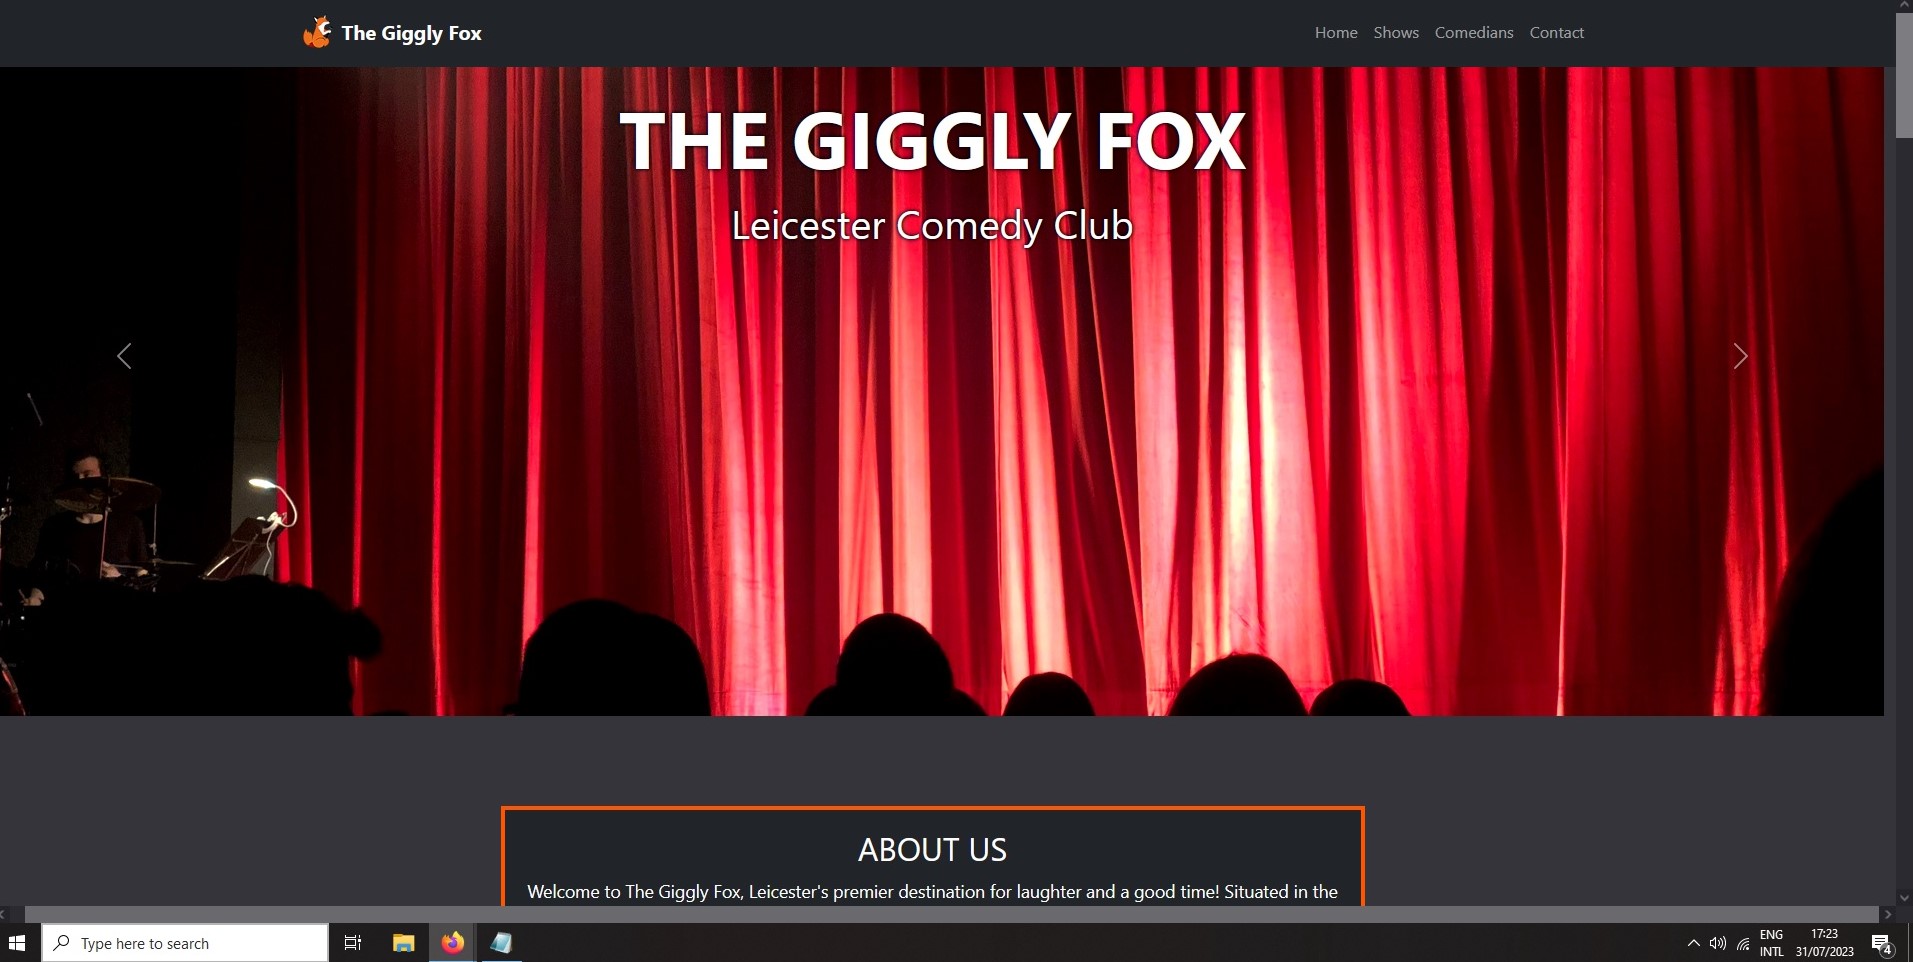 The Giggly Fox
Home Shows Comedians Contact
THE GIGGLY FOX
Leicester Comedy Club
ABOUT US
Welcome to The Giggly Fox, Leicester's premier destination for laughter and a good time! Situated in the
Type here to search
ENG
INTL
17:23
31/07/2023
4